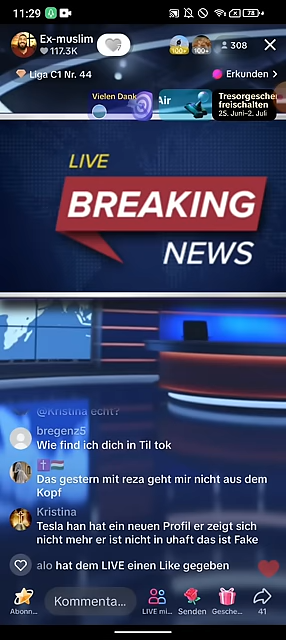 11:29
78
Ex-muslim
117.3K
100+
100+
308
Liga C1 Nr. 44
Erkunden >
Vielen Dank
Air
Tresorgesche
freischalten
25. Juni–2. Juli
LIVE
BREAKING
NEWS
@Kristina echt?
bregenz5
Wie find ich dich in Til tok
Das gestern mit reza geht mir nicht aus dem
Kopf
Kristina
Tesla han hat ein neuen Profil er zeigt sich
nicht mehr er ist nicht in uhaft das ist Fake
alo hat dem LIVE einen Like gegeben
Abonn...
Kommenta...
LIVE mi...
Senden
Gesche...
41